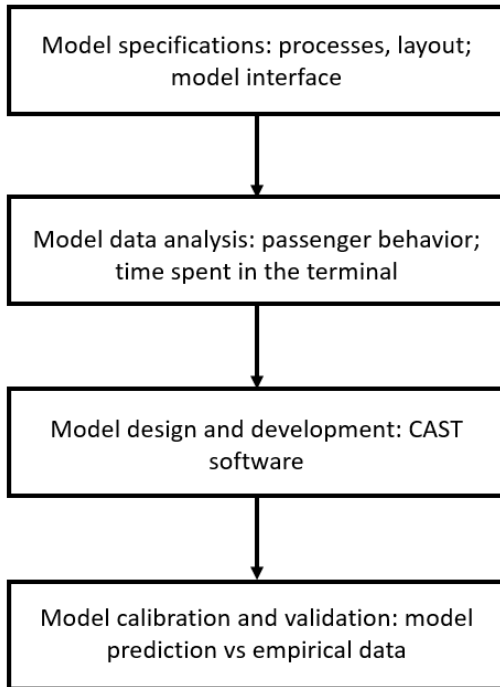 Model specifications: processes, layout;
model interface
Model data analysis: passenger behavior;
time spent in the terminal
Model design and development: CAST
software
Model calibration and validation: model
prediction vs empirical data